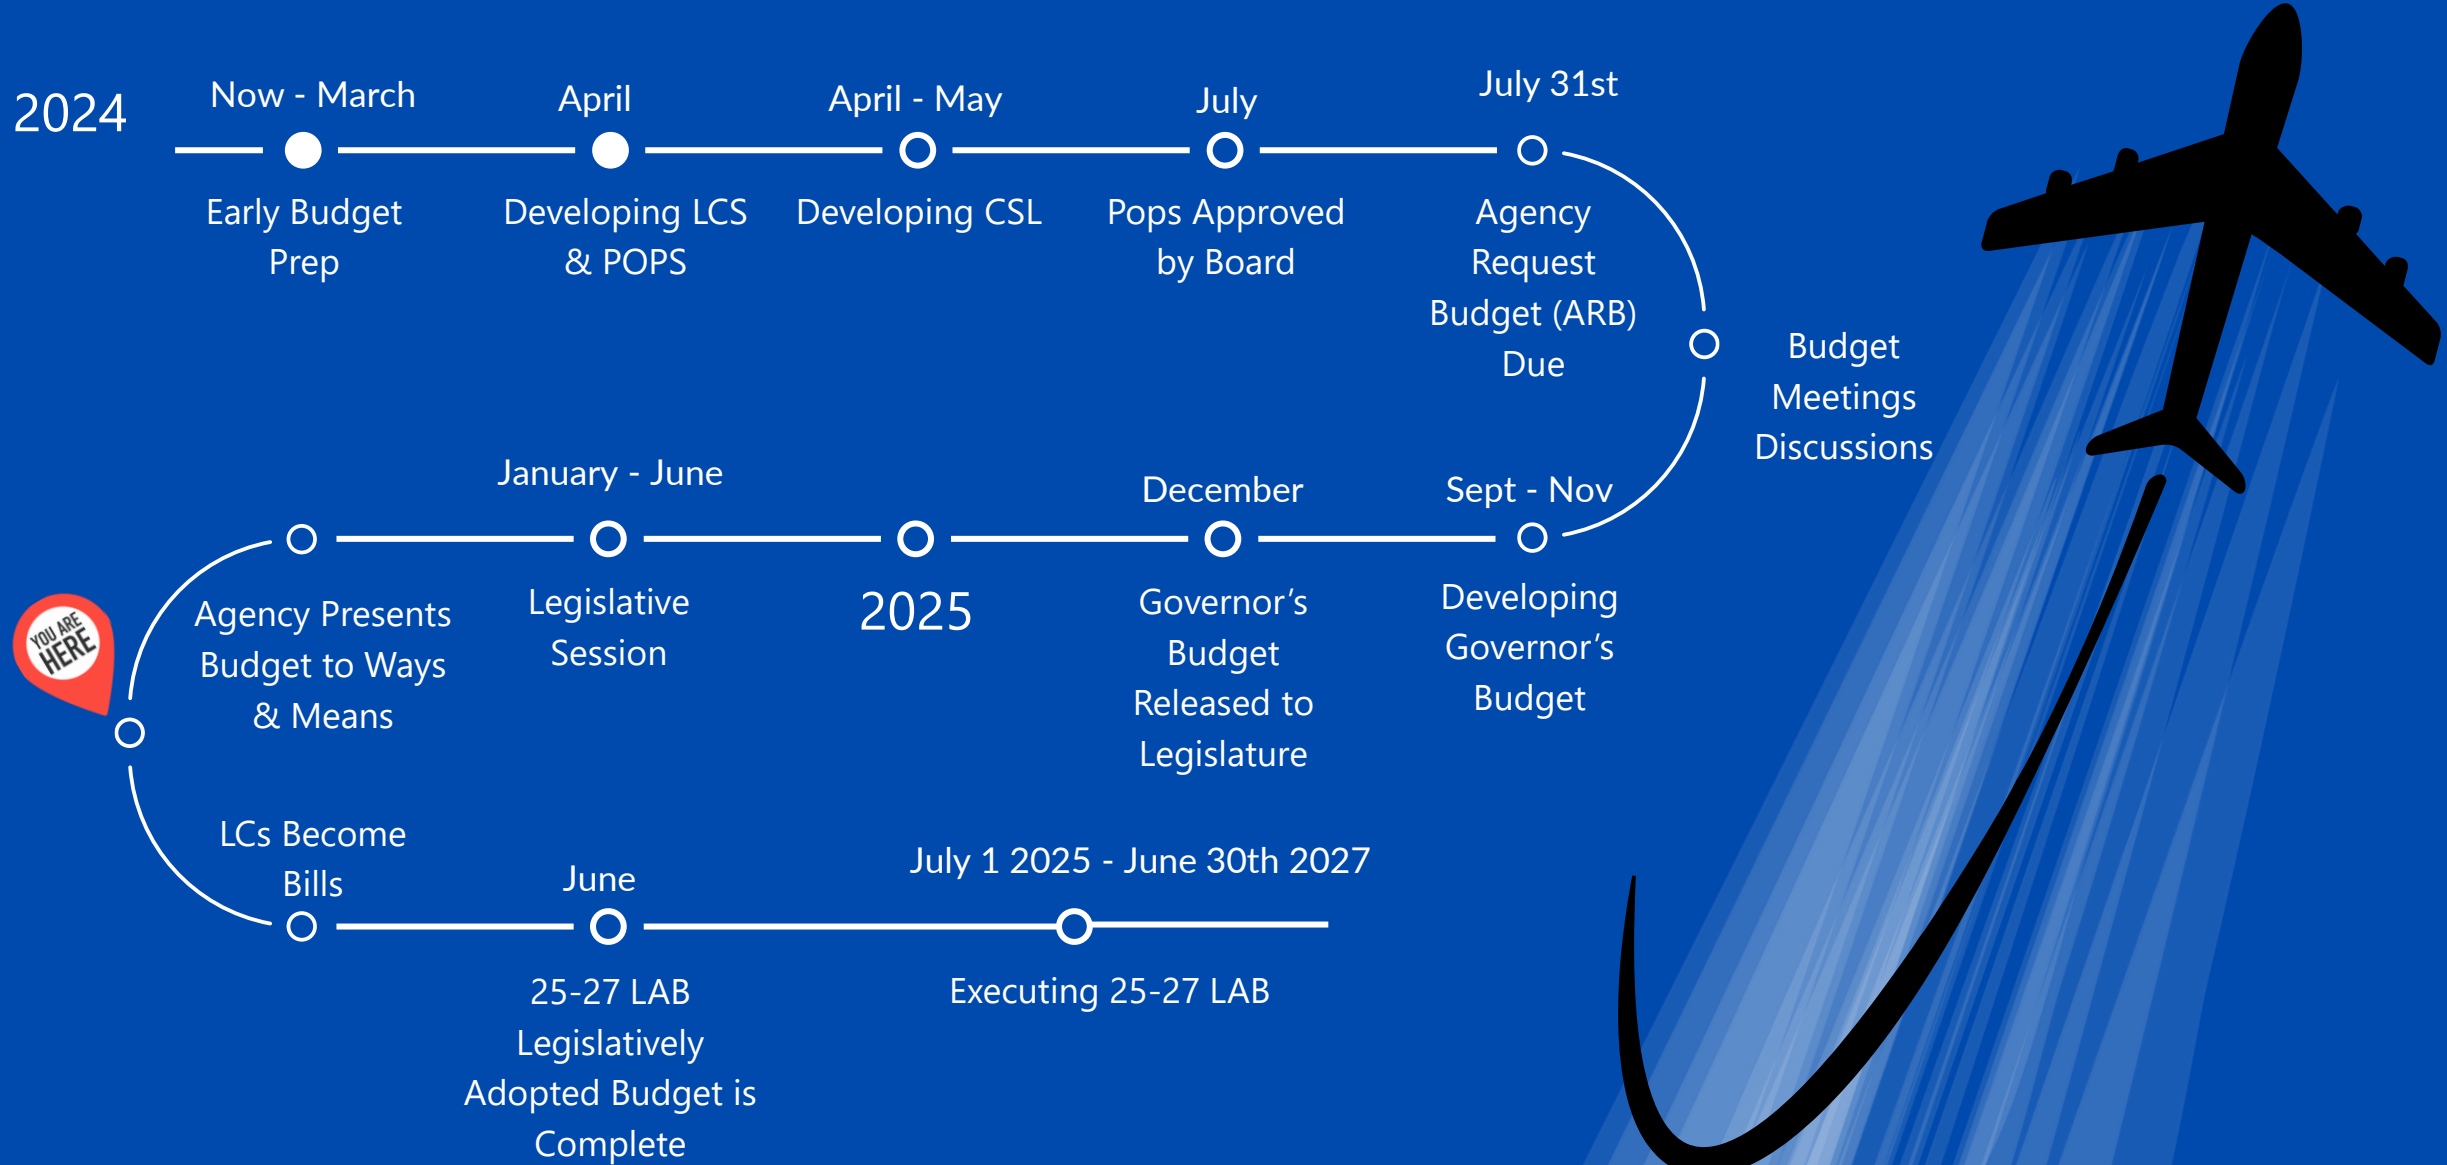 2024
Now - March
Early Budget
Prep
April
Developing LCS
& POPS
April - May
Developing CSL
July
Pops Approved
by Board
July 31st
Agency
Request
Budget (ARB)
Due
Budget
Meetings
Discussions
Sept - Nov
Developing
Governor’s
Budget
December
Governor’s
Budget
Released to
Legislature
2025
January - June
Legislative
Session
Agency Presents
Budget to Ways
& Means
YOU ARE
HERE
LCs Become
Bills
June
25-27 LAB
Legislatively
Adopted Budget is
Complete
July 1 2025 - June 30th 2027
Executing 25-27 LAB